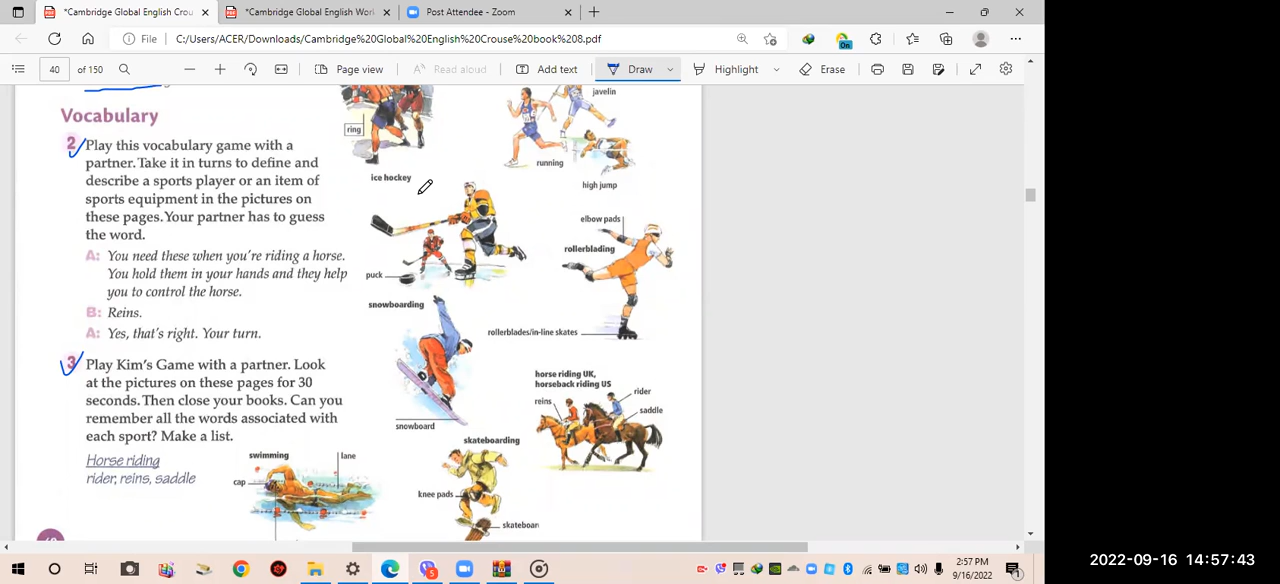 *Cambridge Global English Crou
*Cambridge Global English Worl
Post Attendee - Zoom
File
C:/Users/ACER/Downloads/Cambridge%20Global%20English%20Crouse%20book%208.pdf
On
40
of 150
Page view
Read aloud
Add text
Draw
Highlight
Erase
Vocabulary
2 Play this vocabulary game with a
partner. Take it in turns to define and
describe a sports player or an item of
sports equipment in the pictures on
these pages. Your partner has to guess
the word.
A: You need these when you're riding a horse.
You hold them in your hands and they help
you to control the horse.
B: Reins.
A: Yes, that's right. Your turn.
3 Play Kim's Game with a partner. Look
at the pictures on these pages for 30
seconds. Then close your books. Can you
remember all the words associated with
each sport? Make a list.
Horse riding
rider, reins, saddle
ring
javelin
running
high jump
ice hockey
puck
elbow pads
rollerblading
rollerblades/in-line skates
snowboarding
snowboard
horse riding UK,
horseback riding US
reins
rider
saddle
skateboarding
knee pads
skateboar
swimming
lane
cap
5
2:57 PM
9/16/2022
1
2022-09-16 14:57:43